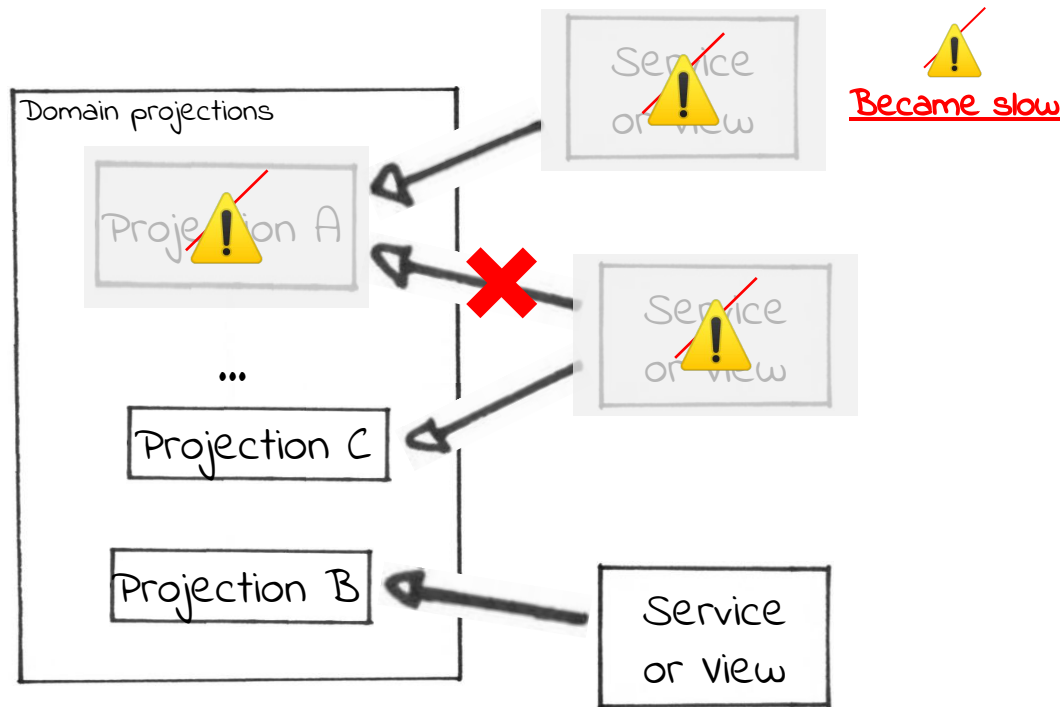 Service
or View
Became slow
Domain projections
Projection A
Service
or View
...
Projection C
Projection B
Service
or View